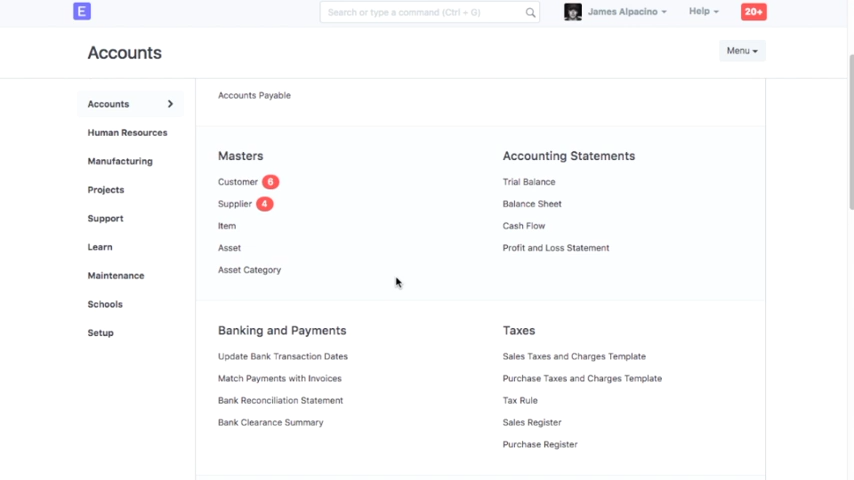 E
Search or type a command (Ctrl + G)
James Alpacino
Help
20+
Accounts
Menu
Accounts
Human Resources
Manufacturing
Projects
Support
Learn
Maintenance
Schools
Setup
Accounts Payable
Masters
Customer 6
Supplier 4
Item
Asset
Asset Category
Accounting Statements
Trial Balance
Balance Sheet
Cash Flow
Profit and Loss Statement
Banking and Payments
Update Bank Transaction Dates
Match Payments with Invoices
Bank Reconciliation Statement
Bank Clearance Summary
Taxes
Sales Taxes and Charges Template
Purchase Taxes and Charges Template
Tax Rule
Sales Register
Purchase Register